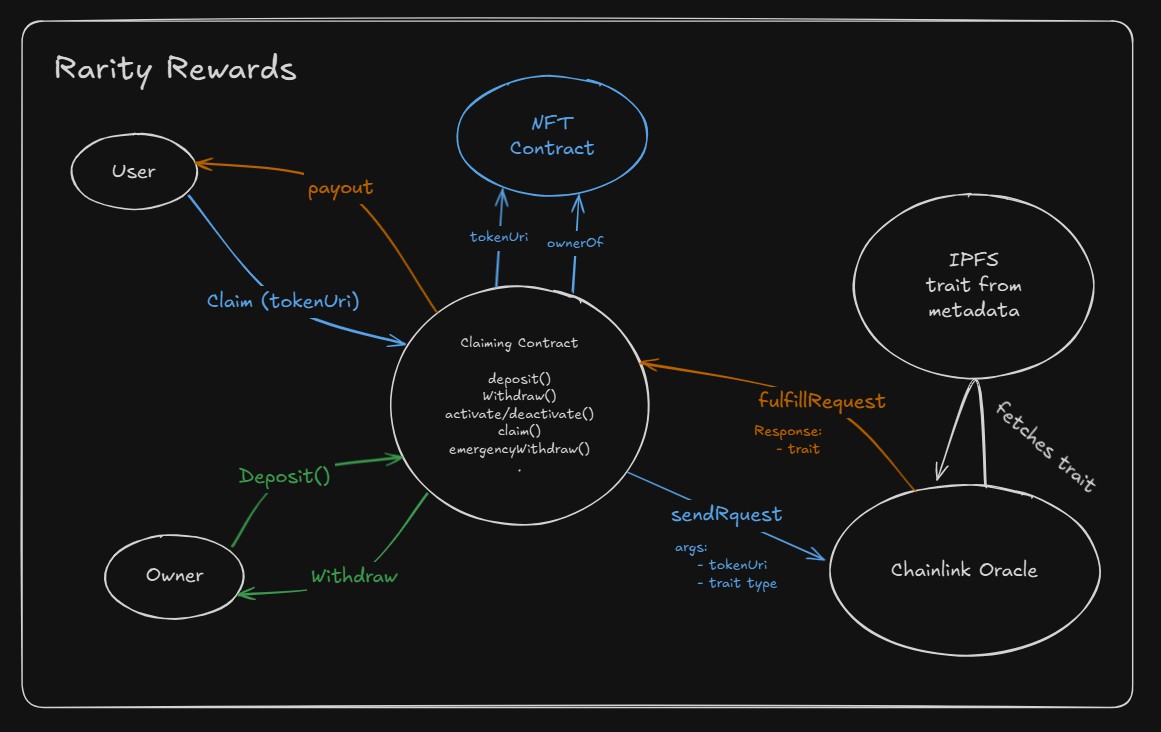 Rarity Rewards
NFT
Contract
User
payout
tokenUri
ownerOf
IPFS
trait from
metadata
Claim (tokenUri)
Claiming Contract
deposit()
Withdraw()
activate/deactivate()
claim()
emergencyWithdraw()
.
fulfillRequest
Response:
- trait
fetches trait
Deposit()
sendRquest
args:
- tokenUri
- trait type
Chainlink Oracle
Owner
Withdraw